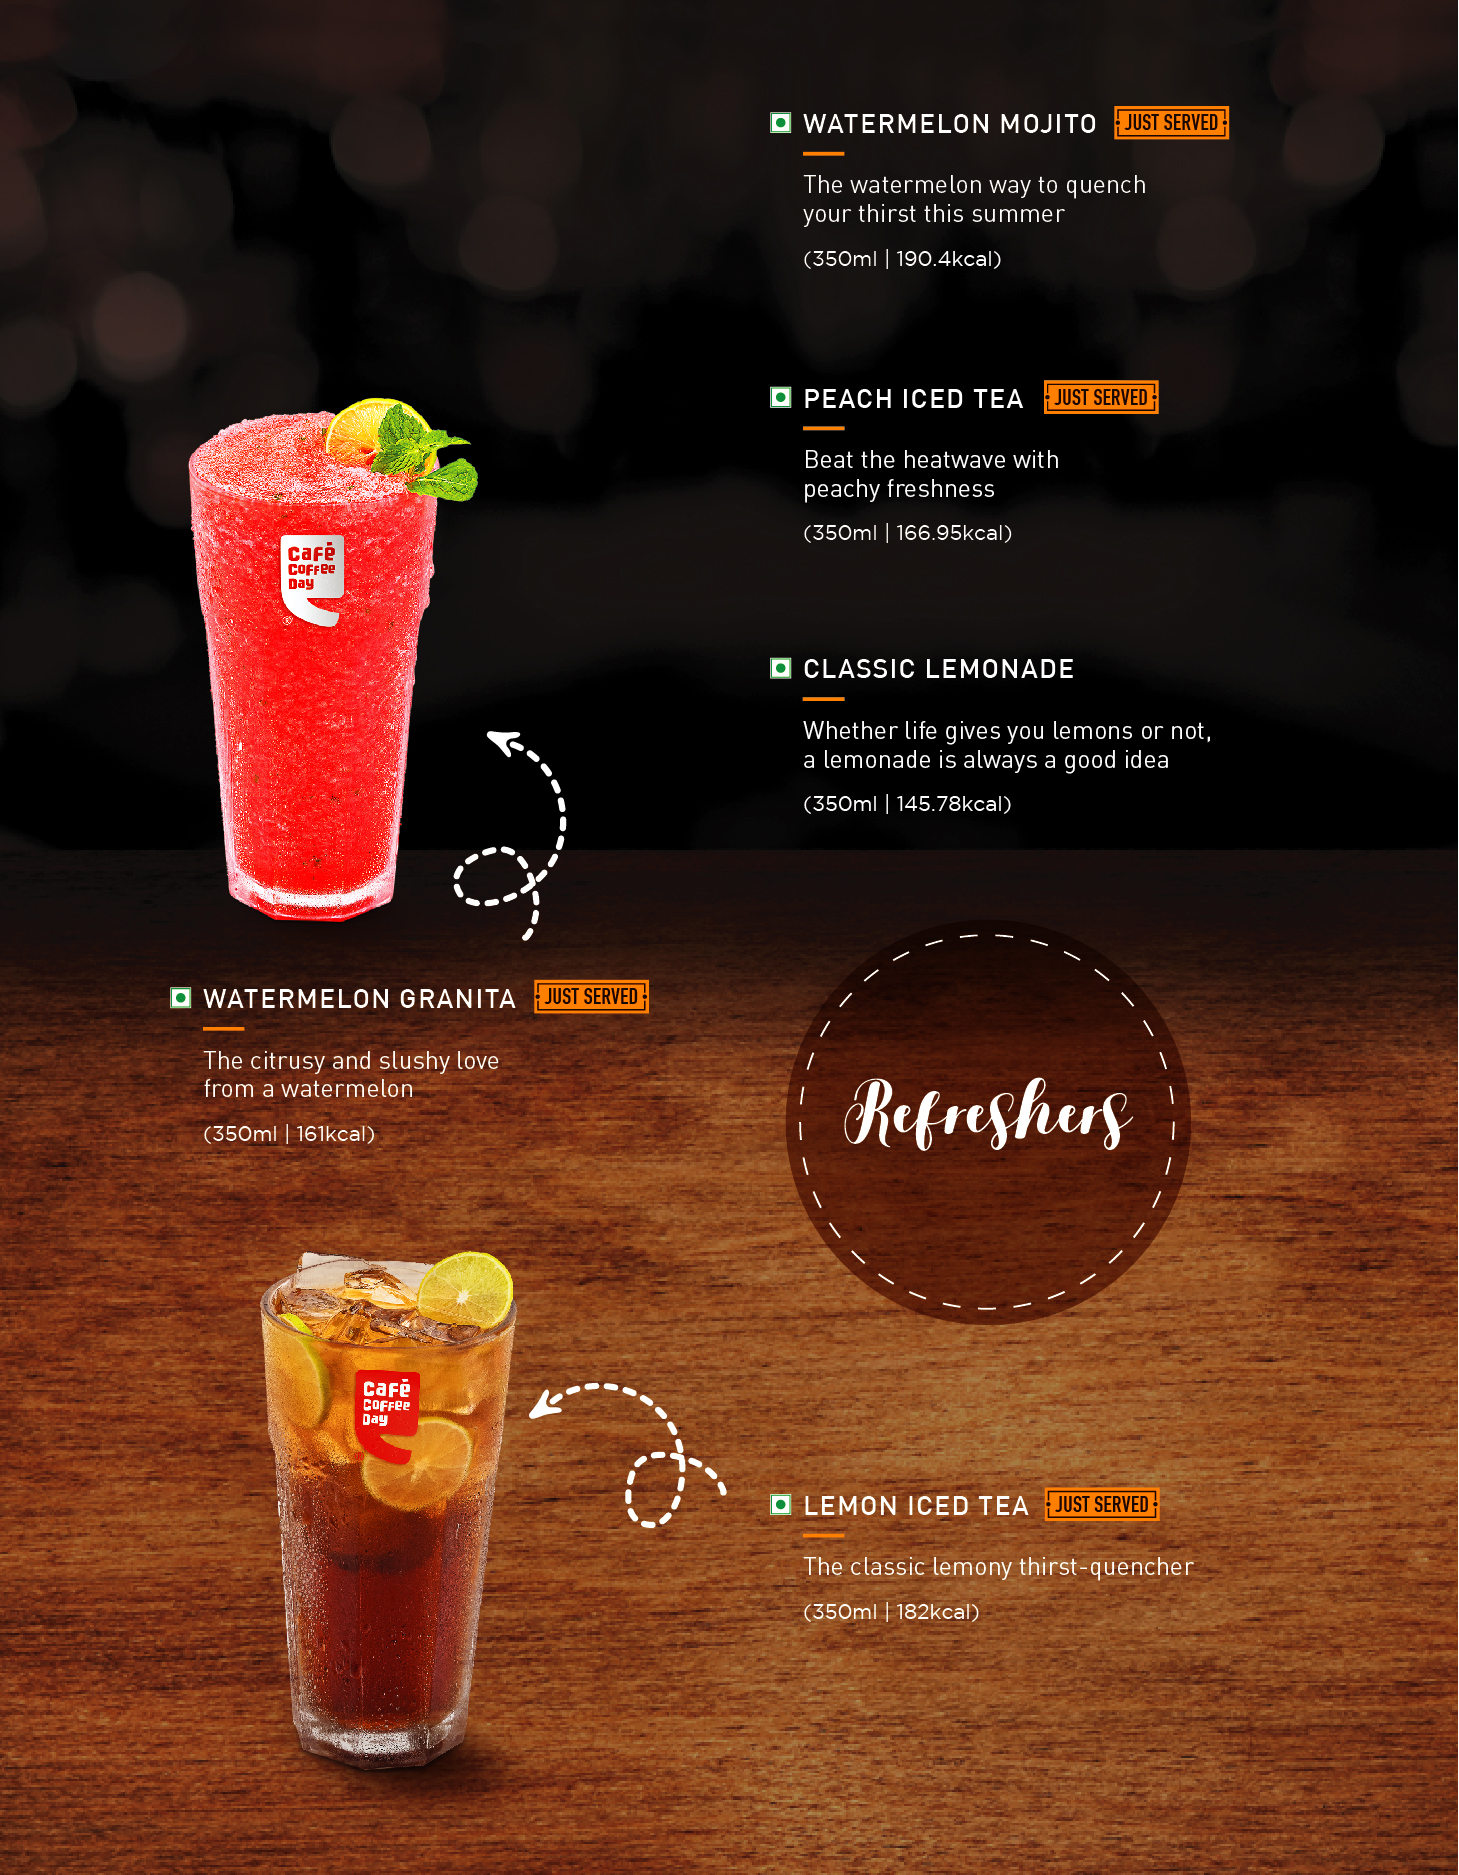 WATERMELON MOJITO JUST SERVED
The watermelon way to quench
your thirst this summer
(350ml | 190.4kcal)
PEACH ICED TEA JUST SERVED
Beat the heatwave with
peachy freshness
(350ml | 166.95kcal)
Café
Coffee
Day
®
CLASSIC LEMONADE
Whether life gives you lemons or not,
a lemonade is always a good idea
(350ml | 145.78kcal)
WATERMELON GRANITA JUST SERVED
The citrusy and slushy love
from a watermelon
(350ml | 161kcal)
Refreshers
Café
Coffee
Day
LEMON ICED TEA JUST SERVED
The classic lemony thirst-quencher
(350ml | 182kcal)